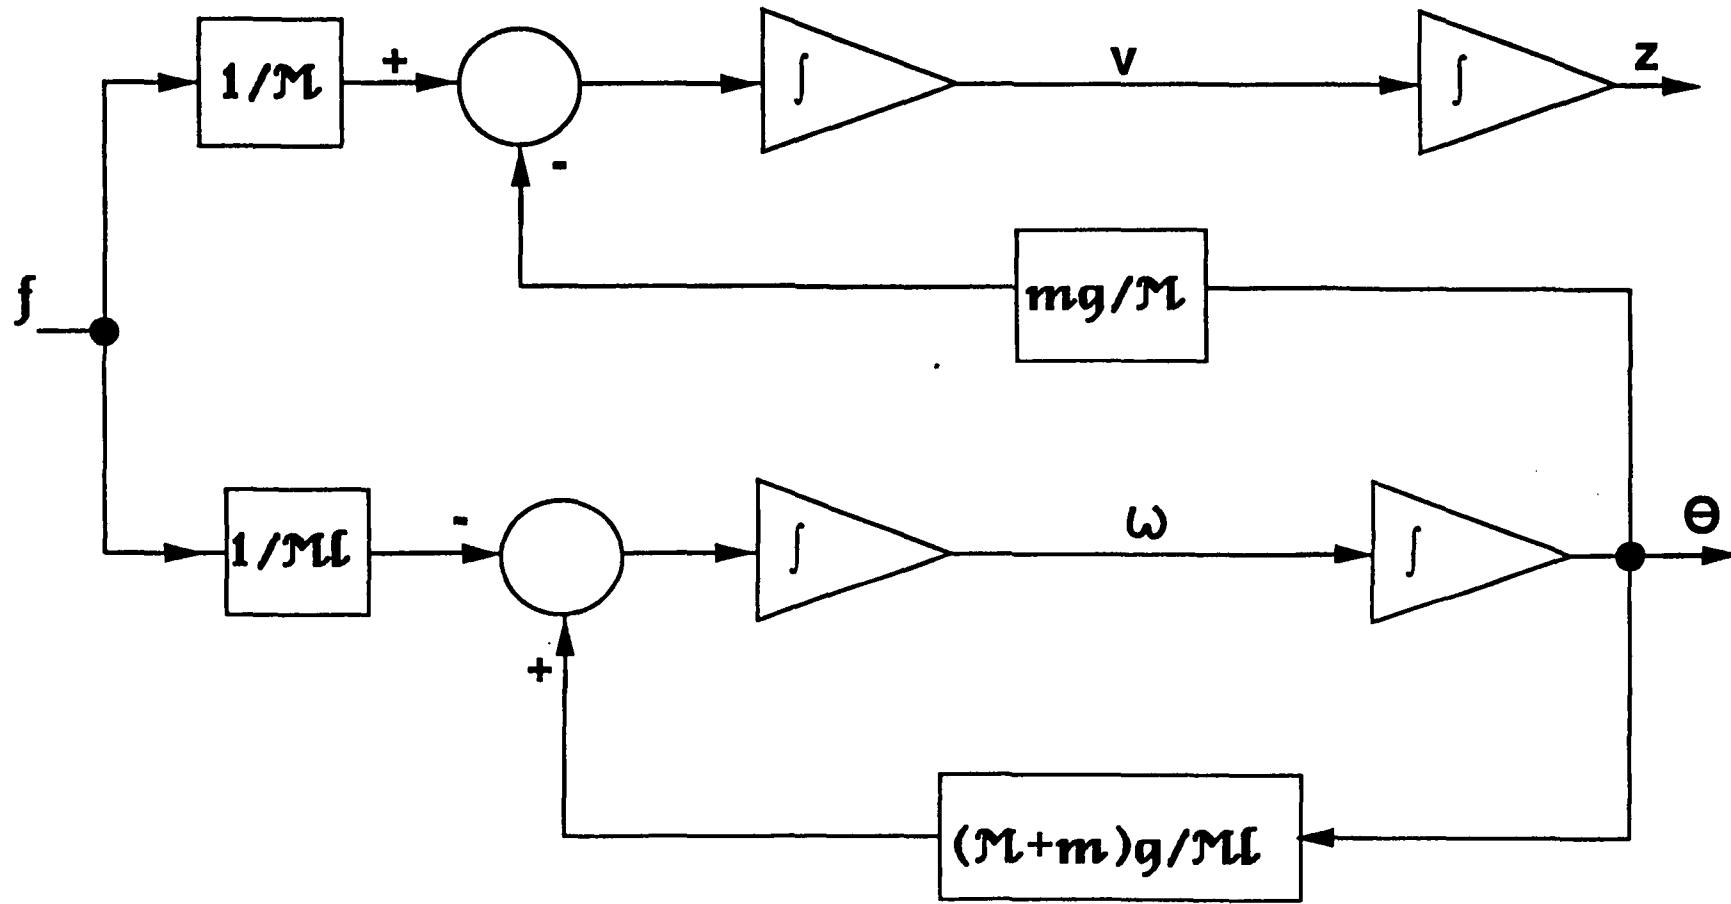 1/M
+
∫
v
∫
z
-
f
mg/M
1/Ml
-
∫
ω
∫
Θ
+
(M+m)g/Ml